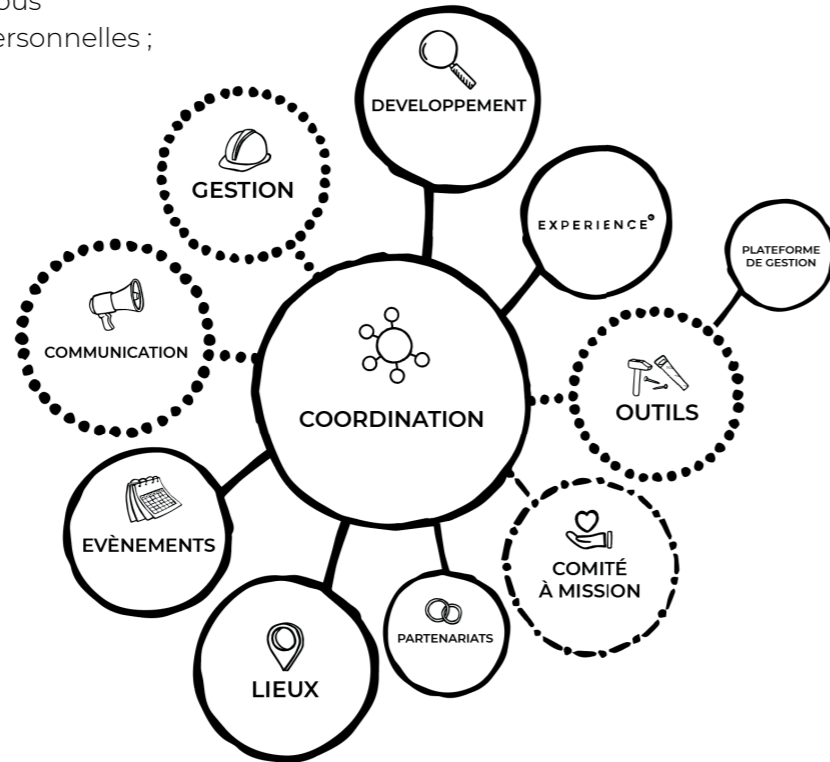 ous
ersonnelles ;
DEVELOPPEMENT
GESTION
EXPERIENCE
PLATEFORME
DE GESTION
COMMUNICATION
COORDINATION
OUTILS
EVÈNEMENTS
COMITÉ
À MISSION
PARTENARIATS
LIEUX